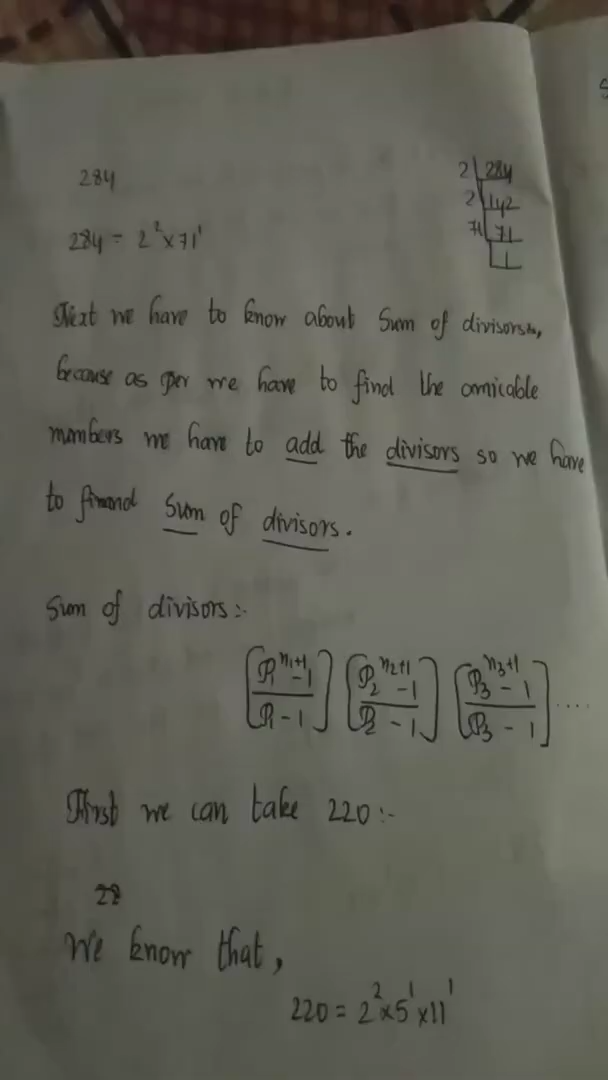 284
2 | 284
2 | 142
71 | 71
1
284 = 2² × 71¹
Next we have to know about Sum of divisors,
because as per we have to find the amicable
numbers we have to add the divisors so we have
to find Sum of divisors.
Sum of divisors :-
[P₁^(n₁+1) - 1 / P₁ - 1] [P₂^(n₂+1) - 1 / P₂ - 1] [P₃^(n₃+1) - 1 / P₃ - 1] ....
First we can take 220 :-
28
We know that,
220 = 2² × 5¹ × 11¹